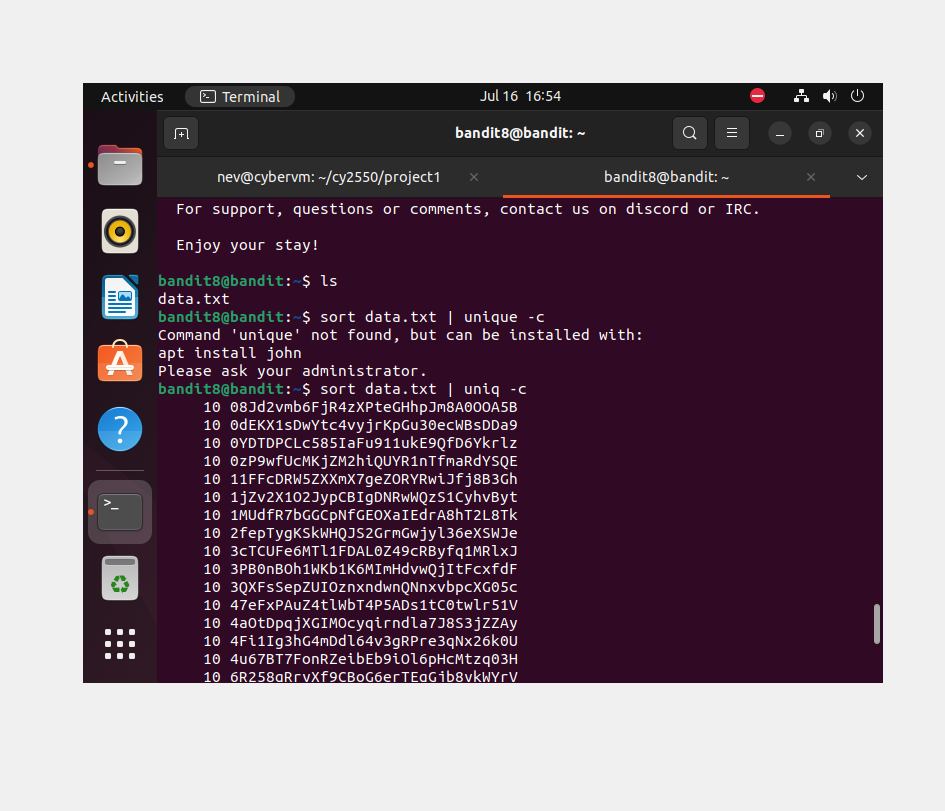 Activities Terminal Jul 16 16:54
bandit8@bandit: ~
nev@cybervm: ~/cy2550/project1 bandit8@bandit: ~
For support, questions or comments, contact us on discord or IRC.
Enjoy your stay!
bandit8@bandit:~$ ls
data.txt
bandit8@bandit:~$ sort data.txt | unique -c
Command 'unique' not found, but can be installed with:
apt install john
Please ask your administrator.
bandit8@bandit:~$ sort data.txt | uniq -c
10 08Jd2vmb6FjR4zXPteGHhpJm8A0OOA5B
10 0dEKX1sDwYtc4vyjrKpGu30ecWBsDDa9
10 0YDTDPCLc585IaFu911ukE9QfD6Ykrlz
10 0zP9wfUcMKjZM2hiQUYR1nTfmaRdYSQE
10 11FFcDRW5ZXXmX7geZORYRwiJfj8B3Gh
10 1jZv2X1O2JypCBIgDNRwWQzS1CyhvByt
10 1MUdfR7bGGCpNfGEOXaIEdrA8hT2L8Tk
10 2fepTygKSkWHQJS2GrmGwjyl36eXSWJe
10 3cTCUFe6MTl1FDAL0Z49cRByfq1MRlxJ
10 3PB0nBOh1WKb1K6MImHdvwQjItFcxfdF
10 3QXFsSepZUIOznxndwnQNnxvbpcXG05c
10 47eFxPAuZ4tlWbT4P5ADs1tC0twlr51V
10 4aOtDpqjXGIMOcyqirndla7J8S3jZZAy
10 4Fi1Ig3hG4mDdl64v3gRPre3qNx26k0U
10 4u67BT7FonRZeibEb9iOl6pHcMtzq03H
10 6R258gRrvXf9CBoG6erTEgGjb8vkWYrV